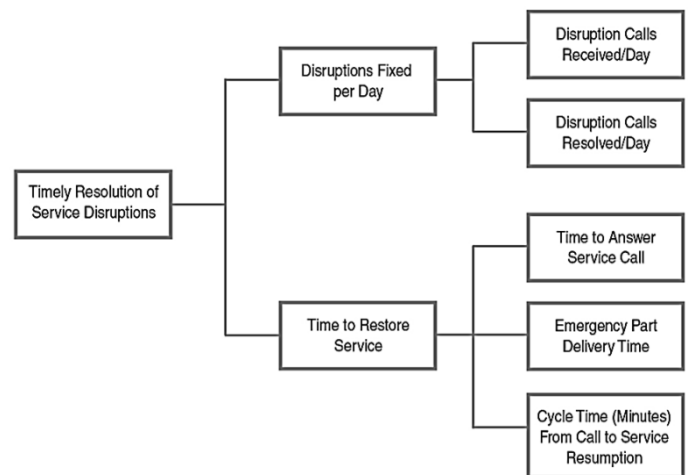 Timely Resolution of
Service Disruptions
Disruptions Fixed
per Day
Disruption Calls
Received/Day
Disruption Calls
Resolved/Day
Time to Restore
Service
Time to Answer
Service Call
Emergency Part
Delivery Time
Cycle Time (Minutes)
From Call to Service
Resumption